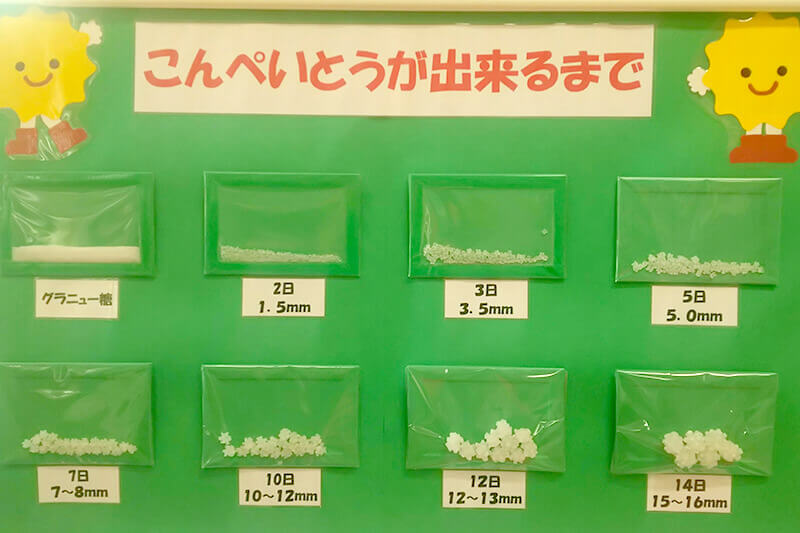 こんぺいとうが出来るまで
グラニュー糖
2日
1.5mm
3日
3.5mm
5日
5.0mm
7日
7～8mm
10日
10～12mm
12日
12～13mm
14日
15～16mm